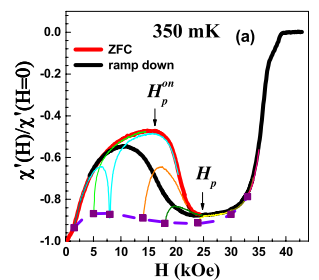 350 mK
(a)
ZFC
ramp down
H_p^on
H_p
χ'(H)/χ'(H=0)
0.0
-0.2
-0.4
-0.6
-0.8
-1.0
0 5 10 15 20 25 30 35 40
H (kOe)